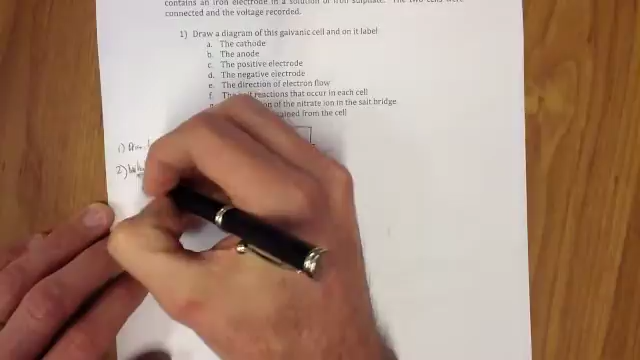 contains an iron electrode in a solution of iron sulphate. The two cells were
connected and the voltage recorded.
1) Draw a diagram of this galvanic cell and on it label
a. The cathode
b. The anode
c. The positive electrode
d. The negative electrode
e. The direction of electron flow
f. The half reactions that occur in each cell
of the nitrate ion in the salt bridge
from the cell
1)
2)